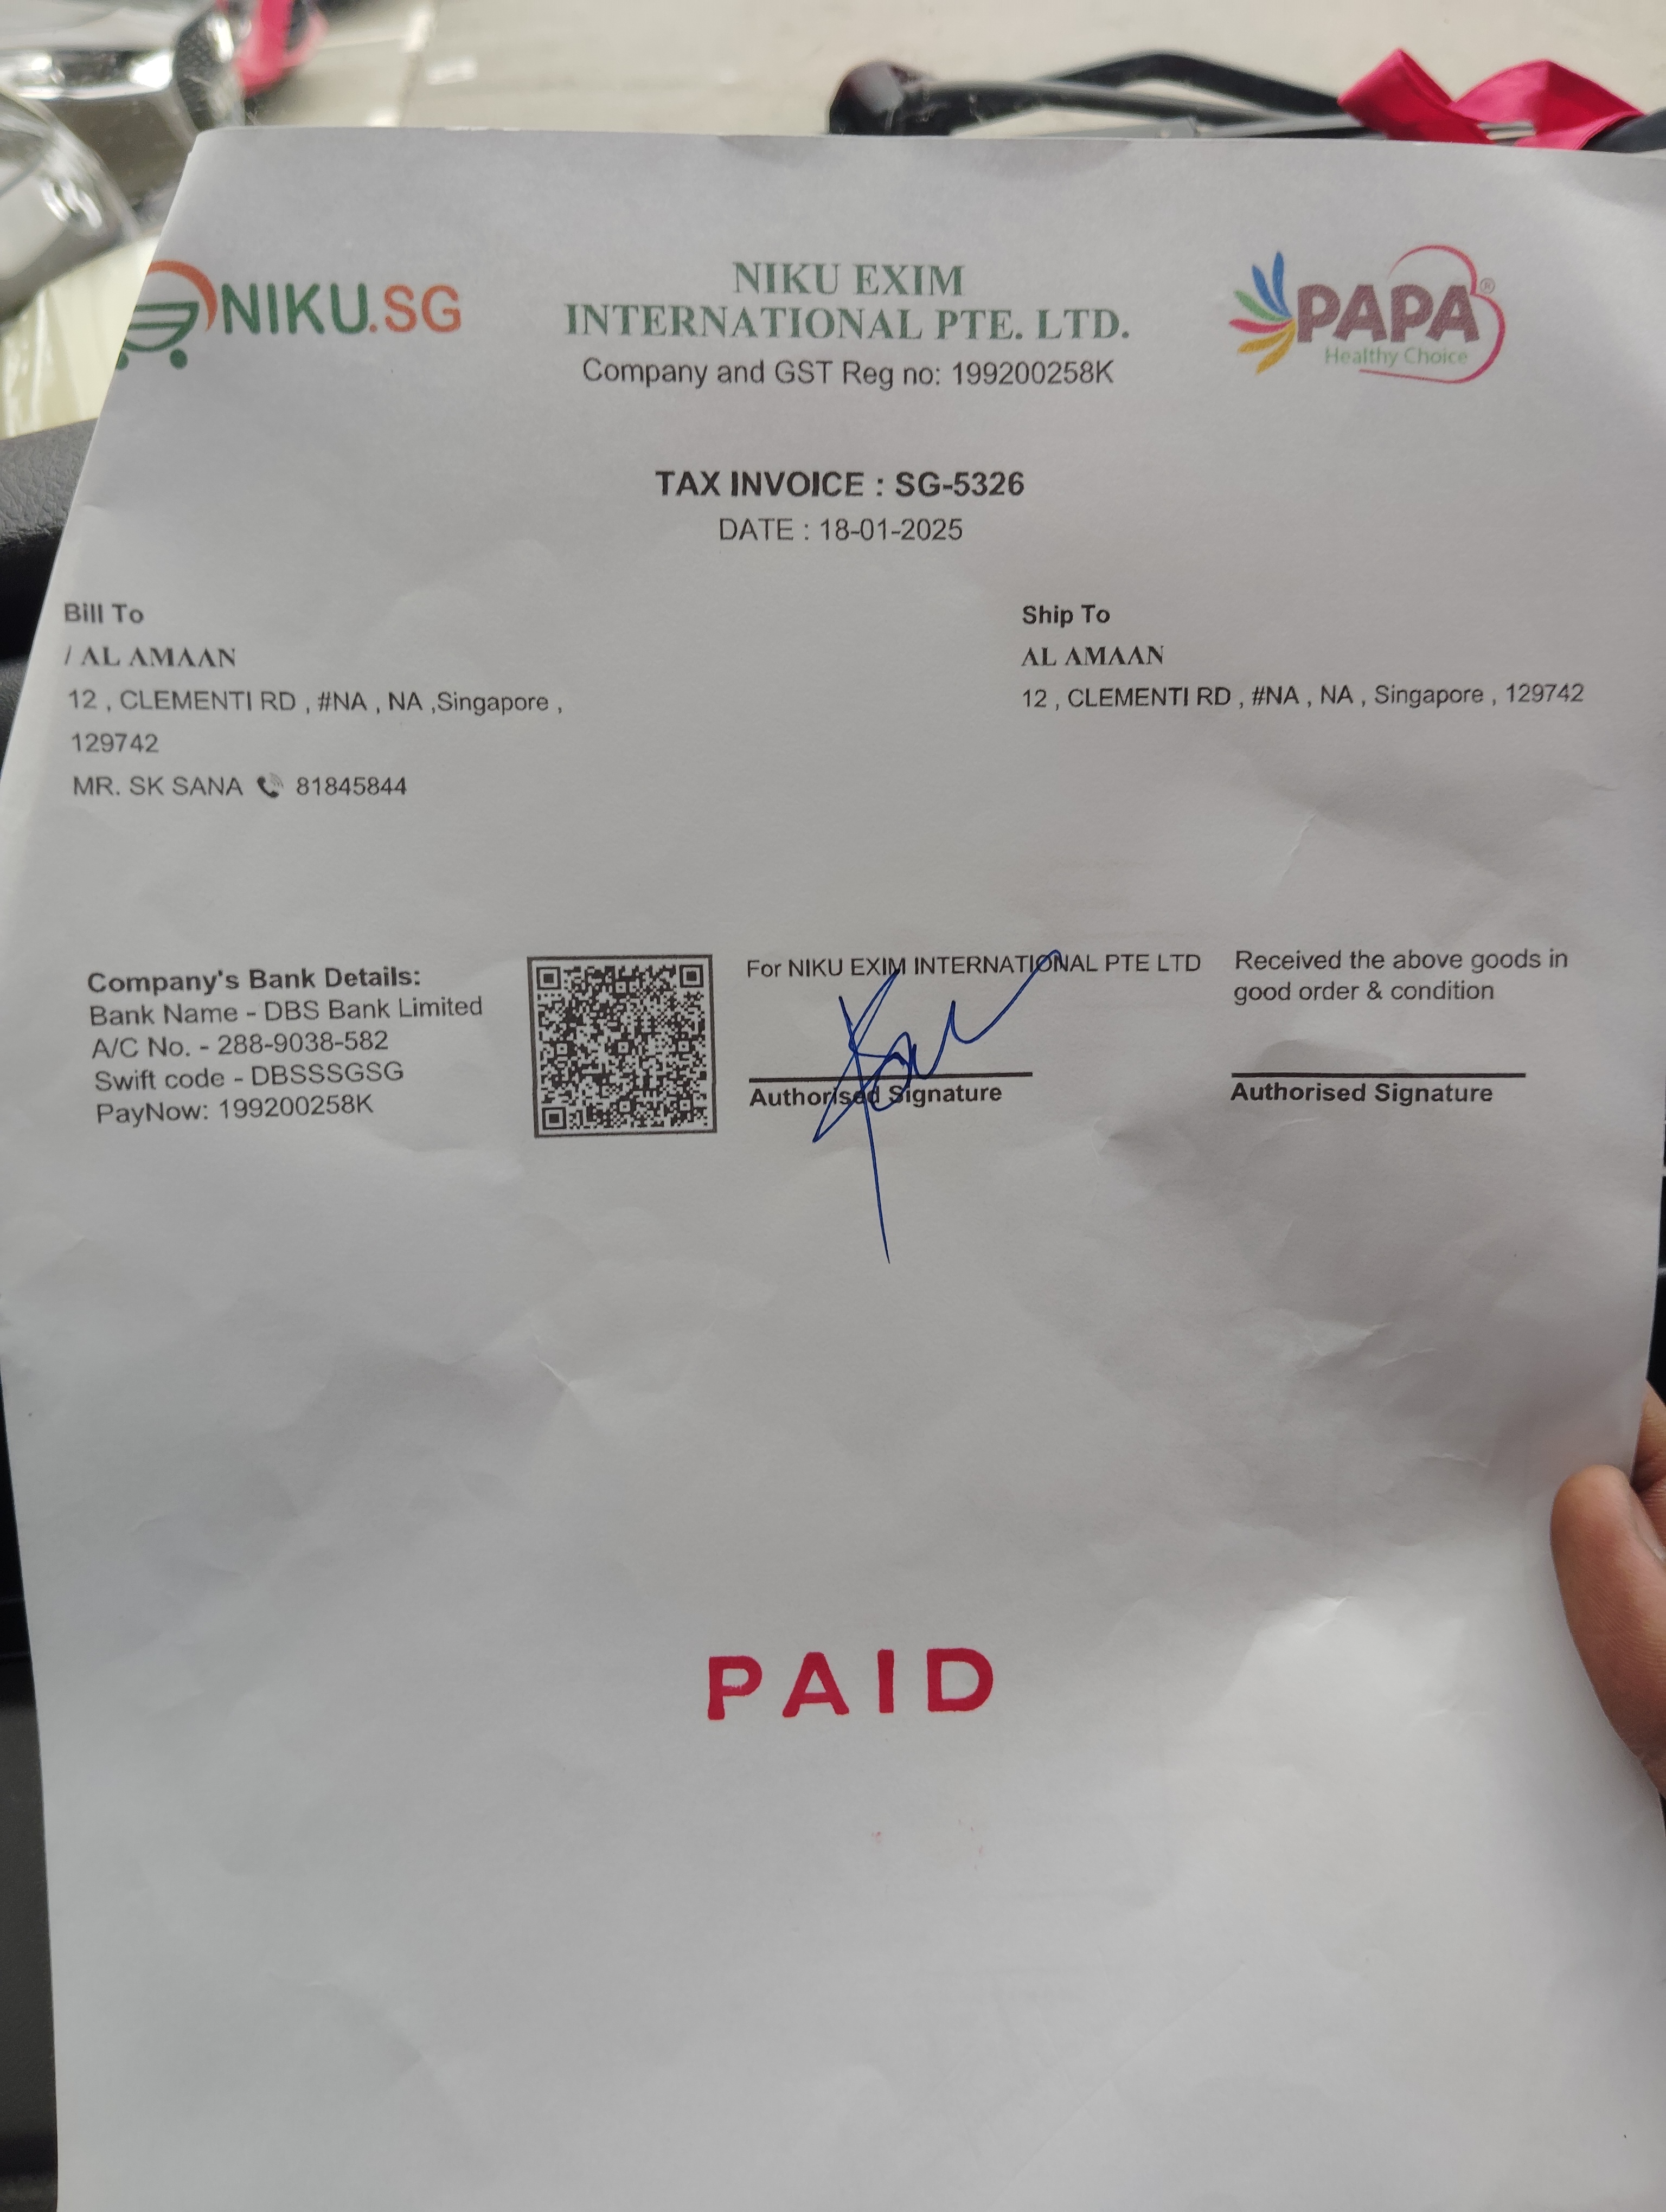 NIKU.SG
NIKU EXIM
INTERNATIONAL PTE. LTD.
Company and GST Reg no: 199200258K
PAPA®
Healthy Choice
TAX INVOICE : SG-5326
DATE : 18-01-2025
Bill To
/ AL AMAAN
12 , CLEMENTI RD , #NA , NA ,Singapore ,
129742
MR. SK SANA 81845844
Ship To
AL AMAAN
12 , CLEMENTI RD , #NA , NA , Singapore , 129742
Company's Bank Details:
Bank Name - DBS Bank Limited
A/C No. - 288-9038-582
Swift code - DBSSSGSG
PayNow: 199200258K
For NIKU EXIM INTERNATIONAL PTE LTD
Authorised Signature
Received the above goods in
good order & condition
Authorised Signature
PAID